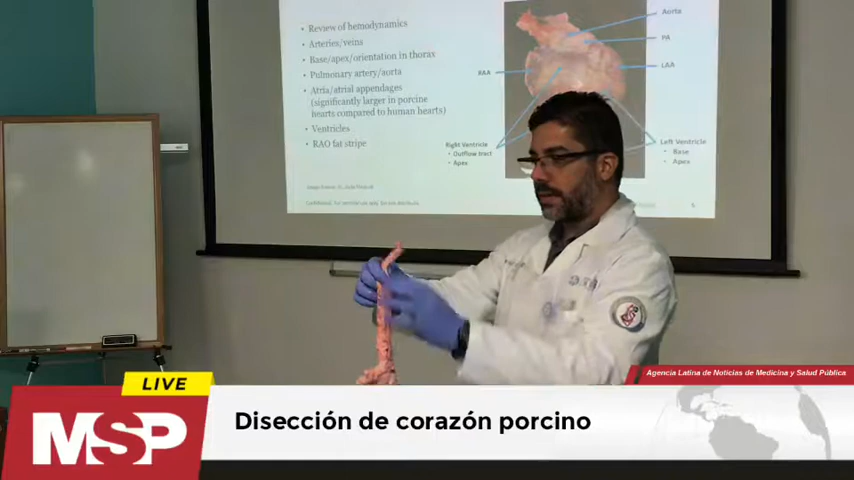 Review of hemodynamics
Arteries/veins
Base/apex/orientation in thorax
Pulmonary artery/aorta
Atria/atrial appendages
(significantly larger in porcine
hearts compared to human hearts)
Ventricles
RAO fat stripe
Aorta
PA
LAA
RAA
Right Ventricle
• Outflow tract
• Apex
Left Ventricle
• Base
• Apex
Agencia Latina de Noticias de Medicina y Salud Pública
LIVE
MSP
Disección de corazón porcino